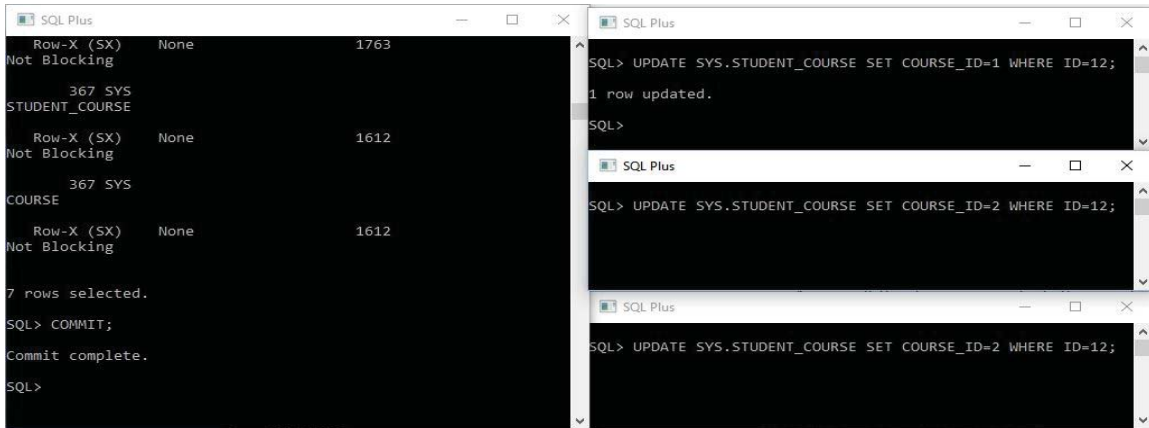 SQL Plus
Row-X (SX) None 1763
Not Blocking
367 SYS
STUDENT_COURSE
Row-X (SX) None 1612
Not Blocking
367 SYS
COURSE
Row-X (SX) None 1612
Not Blocking
7 rows selected.
SQL> COMMIT;
Commit complete.
SQL>
SQL Plus
SQL> UPDATE SYS.STUDENT_COURSE SET COURSE_ID=1 WHERE ID=12;
1 row updated.
SQL>
SQL Plus
SQL> UPDATE SYS.STUDENT_COURSE SET COURSE_ID=2 WHERE ID=12;
SQL Plus
SQL> UPDATE SYS.STUDENT_COURSE SET COURSE_ID=2 WHERE ID=12;